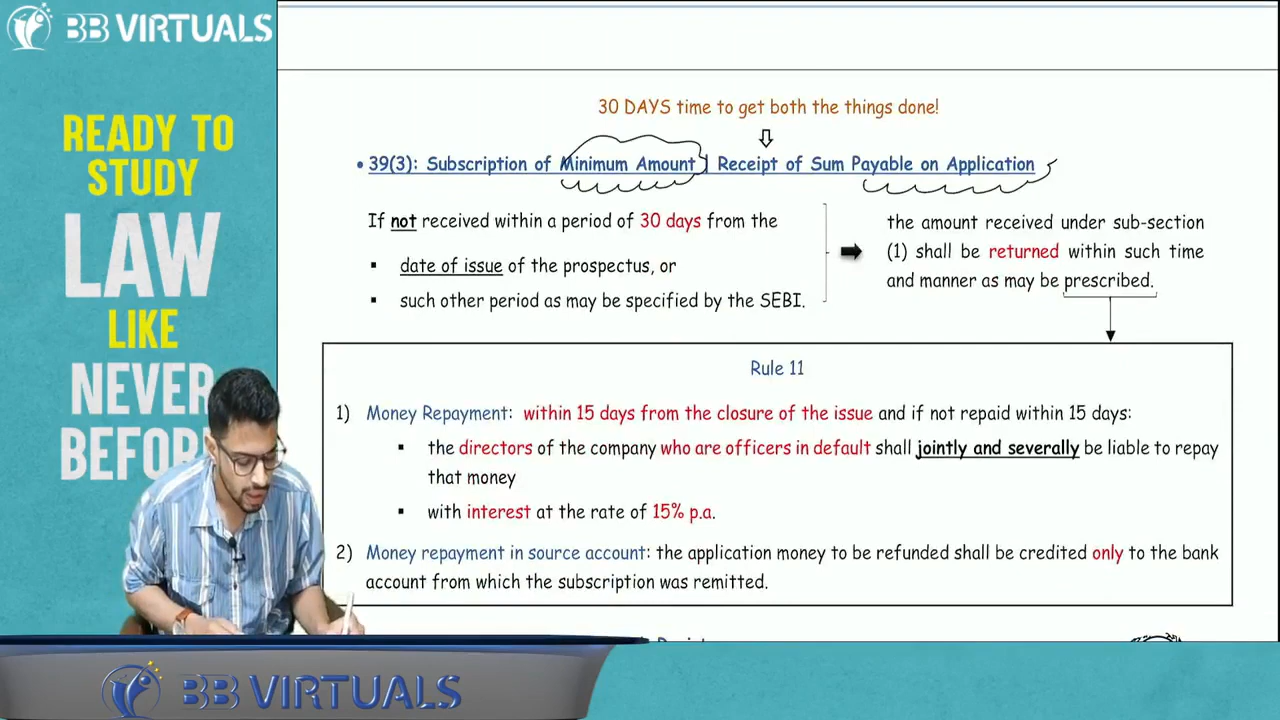 BB VIRTUALS
READY TO
STUDY
LAW
LIKE
NEVER
BEFOR
30 DAYS time to get both the things done!
• 39(3): Subscription of Minimum Amount | Receipt of Sum Payable on Application
If not received within a period of 30 days from the
▪ date of issue of the prospectus, or
▪ such other period as may be specified by the SEBI.
the amount received under sub-section
(1) shall be returned within such time
and manner as may be prescribed.
Rule 11
1) Money Repayment: within 15 days from the closure of the issue and if not repaid within 15 days:
▪ the directors of the company who are officers in default shall jointly and severally be liable to repay
that money
▪ with interest at the rate of 15% p.a.
2) Money repayment in source account: the application money to be refunded shall be credited only to the bank
account from which the subscription was remitted.
BB VIRTUALS